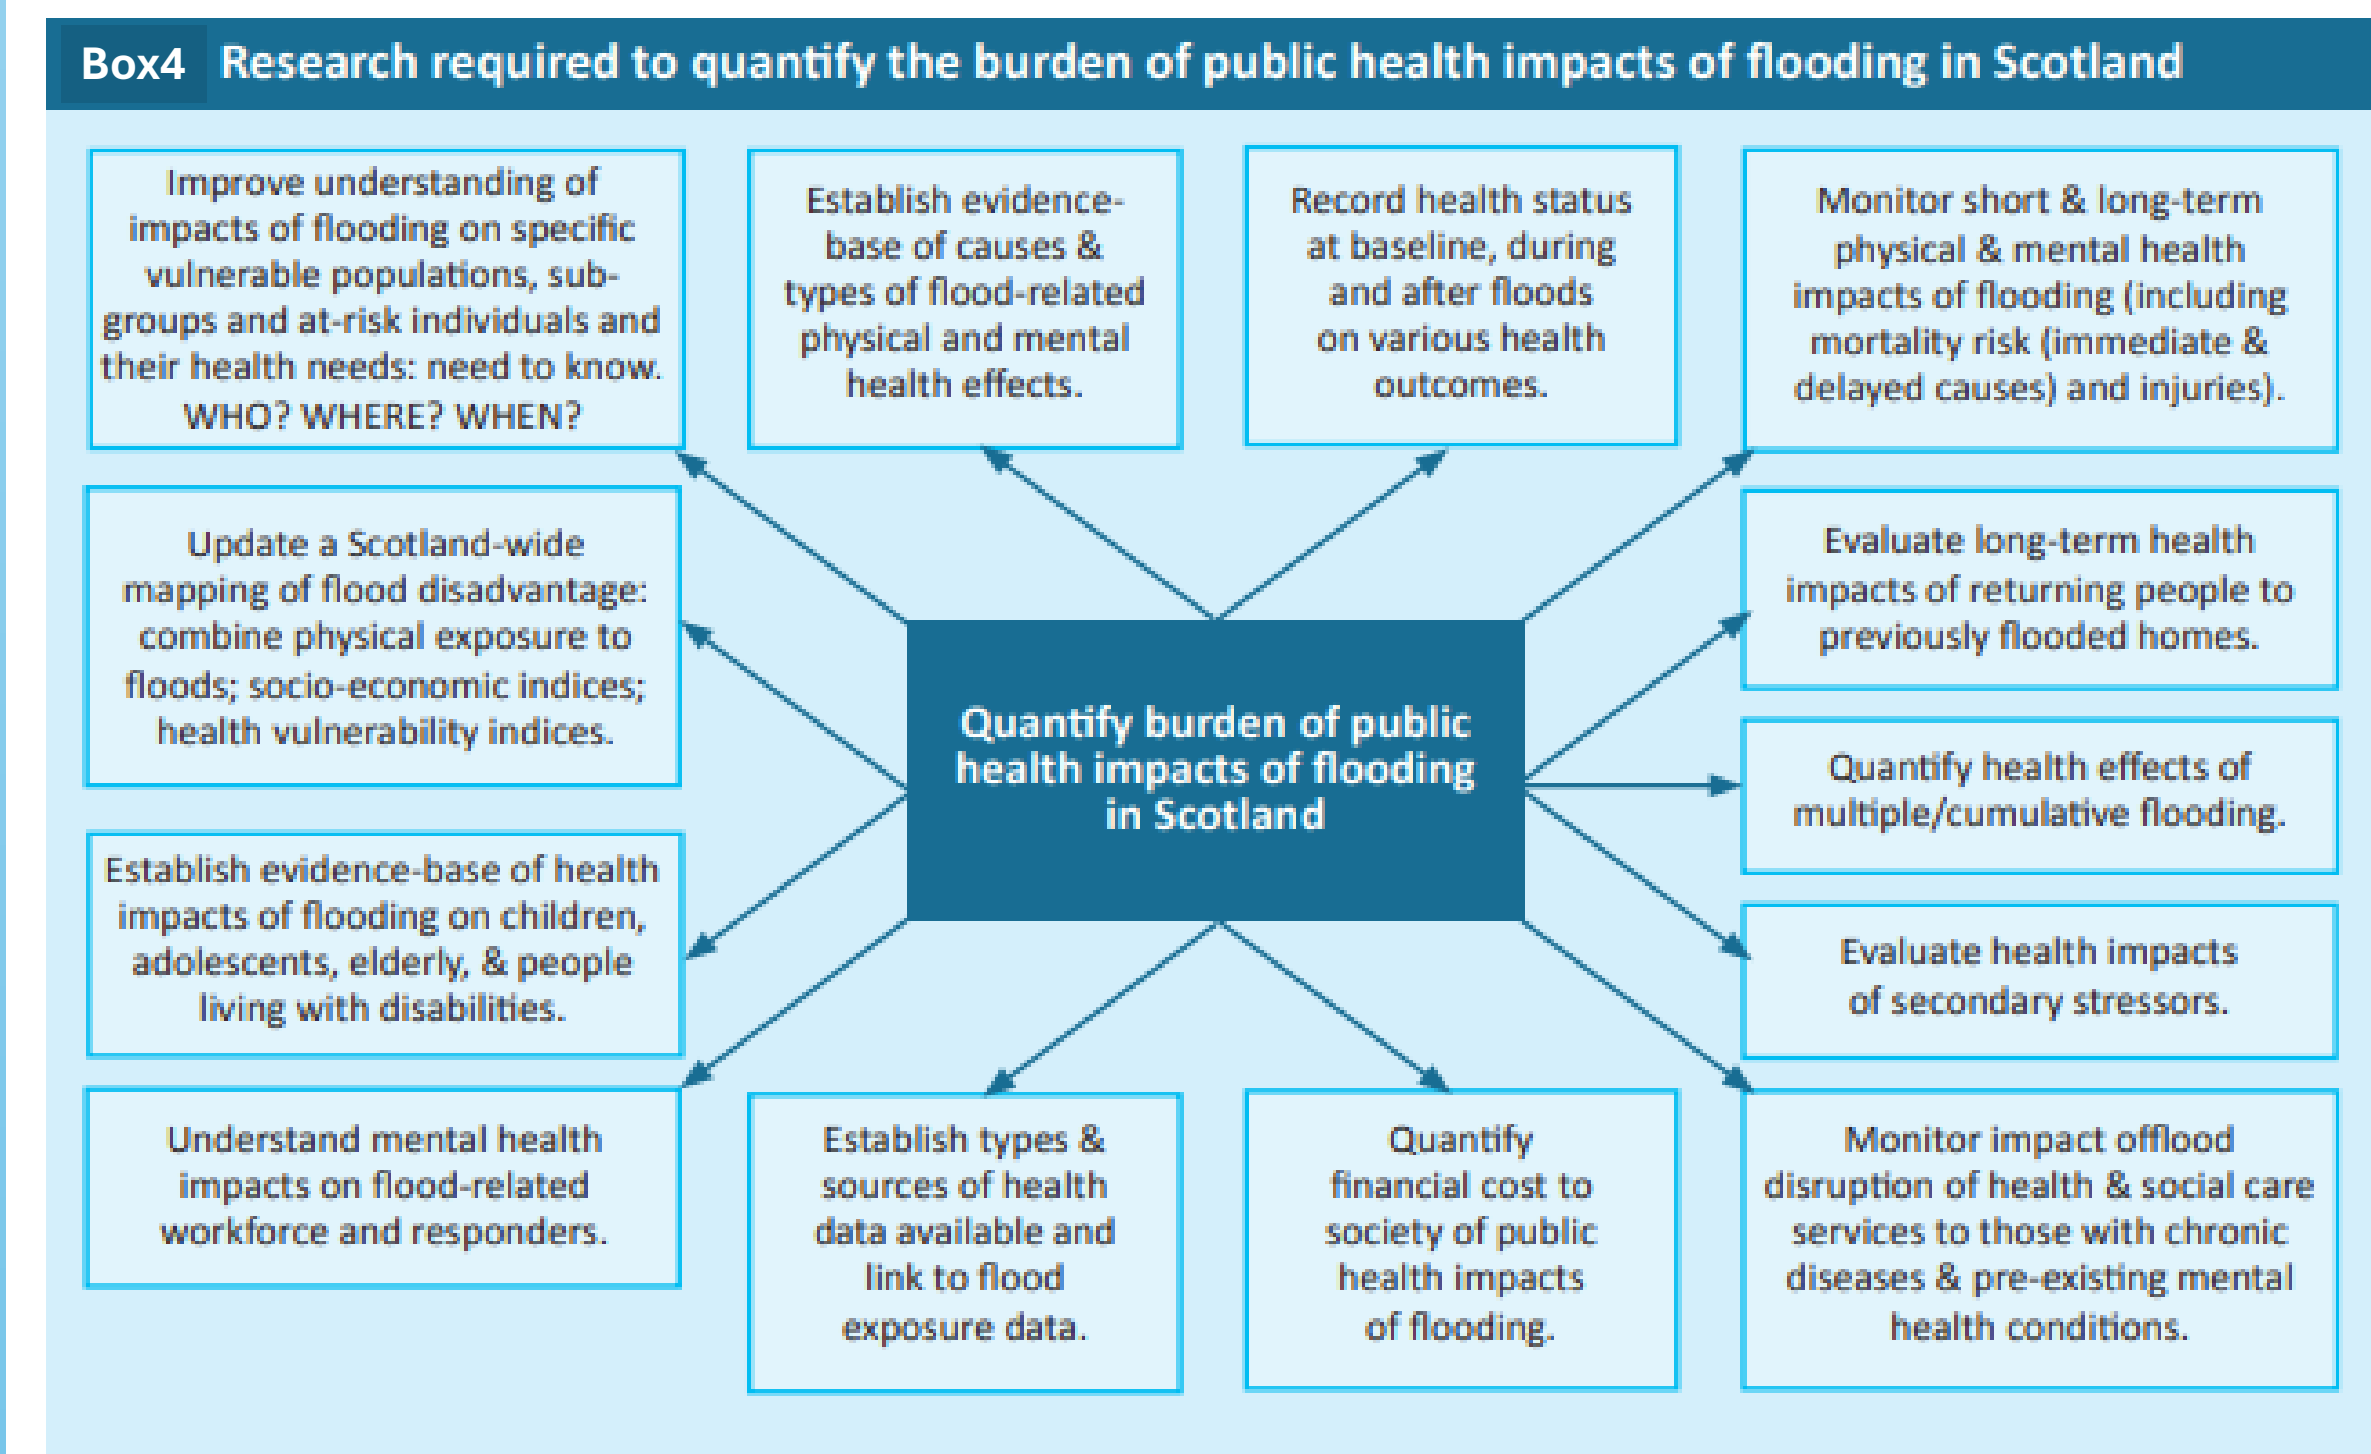 Box4 Research required to quantify the burden of public health impacts of flooding in Scotland
Improve understanding of
impacts of flooding on specific
vulnerable populations, sub-
groups and at-risk individuals and
their health needs: need to know.
WHO? WHERE? WHEN?
Establish evidence-
base of causes &
types of flood-related
physical and mental
health effects.
Record health status
at baseline, during
and after floods
on various health
outcomes.
Monitor short & long-term
physical & mental health
impacts of flooding (including
mortality risk (immediate &
delayed causes) and injuries).
Update a Scotland-wide
mapping of flood disadvantage:
combine physical exposure to
floods; socio-economic indices;
health vulnerability indices.
Evaluate long-term health
impacts of returning people to
previously flooded homes.
Quantify burden of public
health impacts of flooding
in Scotland
Quantify health effects of
multiple/cumulative flooding.
Establish evidence-base of health
impacts of flooding on children,
adolescents, elderly, & people
living with disabilities.
Evaluate health impacts
of secondary stressors.
Understand mental health
impacts on flood-related
workforce and responders.
Establish types &
sources of health
data available and
link to flood
exposure data.
Quantify
financial cost to
society of public
health impacts
of flooding.
Monitor impact offlood
disruption of health & social care
services to those with chronic
diseases & pre-existing mental
health conditions.